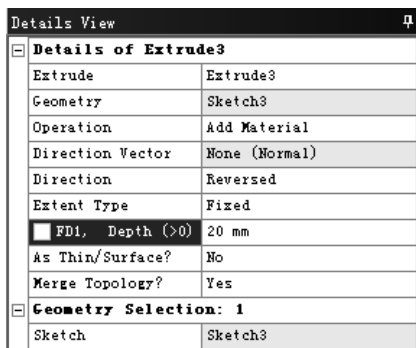 Details View
Details of Extrude3
Extrude Extrude3
Geometry Sketch3
Operation Add Material
Direction Vector None (Normal)
Direction Reversed
Extent Type Fixed
FD1, Depth (>0) 20 mm
As Thin/Surface? No
Merge Topology? Yes
Geometry Selection: 1
Sketch Sketch3